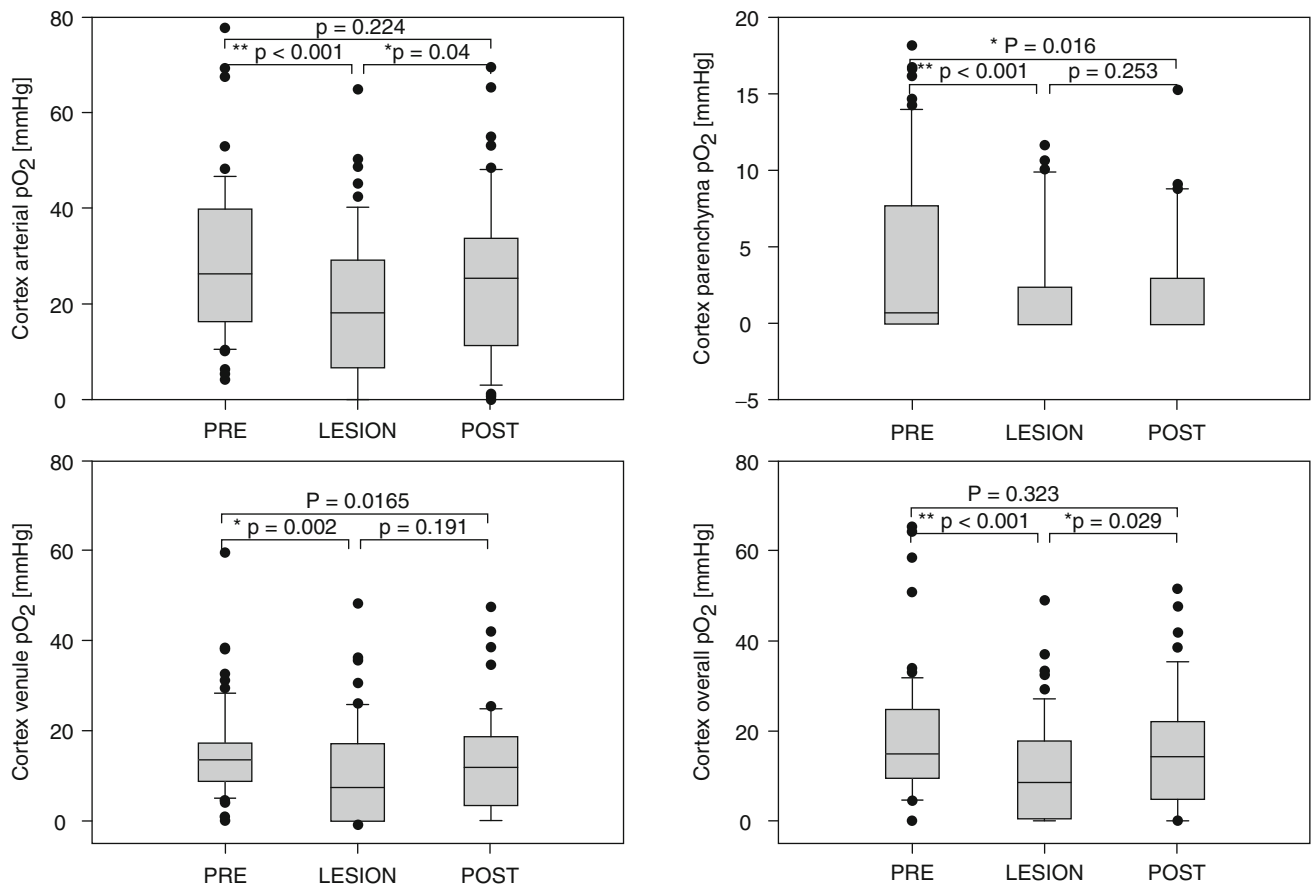 Cortex arterial pO2 [mmHg]
80
60
40
20
0
p = 0.224
** p < 0.001
*p = 0.04
PRE
LESION
POST
Cortex parenchyma pO2 [mmHg]
20
15
10
5
0
–5
* P = 0.016
** p < 0.001
p = 0.253
PRE
LESION
POST
Cortex venule pO2 [mmHg]
80
60
40
20
0
P = 0.0165
* p = 0.002
p = 0.191
PRE
LESION
POST
Cortex overall pO2 [mmHg]
80
60
40
20
0
P = 0.323
** p < 0.001
*p = 0.029
PRE
LESION
POST